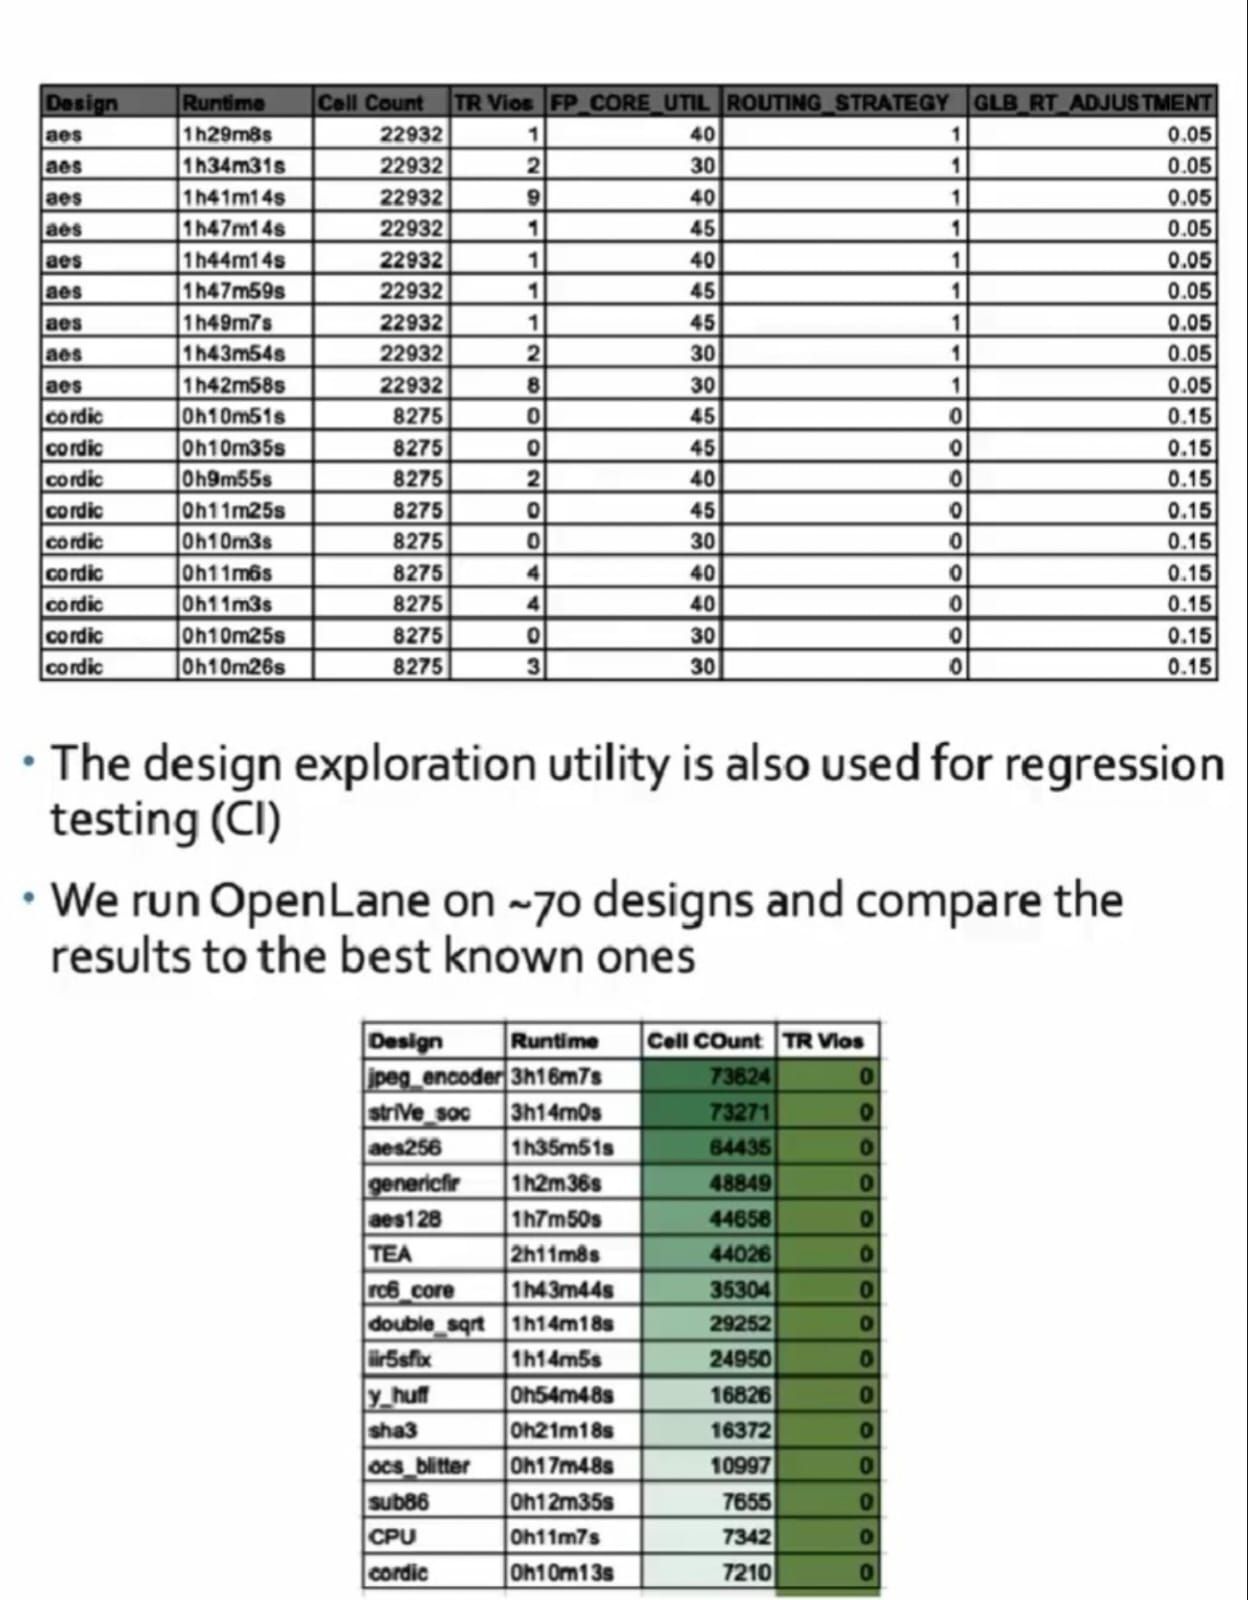 Design Runtime Cell Count TR Vios FP_CORE_UTIL ROUTING_STRATEGY GLB_RT_ADJUSTMENT
aes 1h29m8s 22932 1 40 1 0.05
aes 1h34m31s 22932 2 30 1 0.05
aes 1h41m14s 22932 9 40 1 0.05
aes 1h47m14s 22932 1 45 1 0.05
aes 1h44m14s 22932 1 40 1 0.05
aes 1h47m59s 22932 1 45 1 0.05
aes 1h49m7s 22932 1 45 1 0.05
aes 1h43m54s 22932 2 30 1 0.05
aes 1h42m58s 22932 8 30 1 0.05
cordic 0h10m51s 8275 0 45 0 0.15
cordic 0h10m35s 8275 0 45 0 0.15
cordic 0h9m55s 8275 2 40 0 0.15
cordic 0h11m25s 8275 0 45 0 0.15
cordic 0h10m3s 8275 0 30 0 0.15
cordic 0h11m6s 8275 4 40 0 0.15
cordic 0h11m3s 8275 4 40 0 0.15
cordic 0h10m25s 8275 0 30 0 0.15
cordic 0h10m26s 8275 3 30 0 0.15
• The design exploration utility is also used for regression
testing (CI)
• We run OpenLane on ~70 designs and compare the
results to the best known ones
Design Runtime Cell COunt TR Vios
jpeg_encoder 3h16m7s 73624 0
striVe_soc 3h14m0s 73271 0
aes256 1h35m51s 64435 0
genericfir 1h2m36s 48849 0
aes128 1h7m50s 44658 0
TEA 2h11m8s 44026 0
rc6_core 1h43m44s 35304 0
double_sqrt 1h14m18s 29252 0
iir5sfix 1h14m5s 24950 0
y_huff 0h54m48s 16826 0
sha3 0h21m18s 16372 0
ocs_blitter 0h17m48s 10997 0
sub86 0h12m35s 7655 0
CPU 0h11m7s 7342 0
cordic 0h10m13s 7210 0